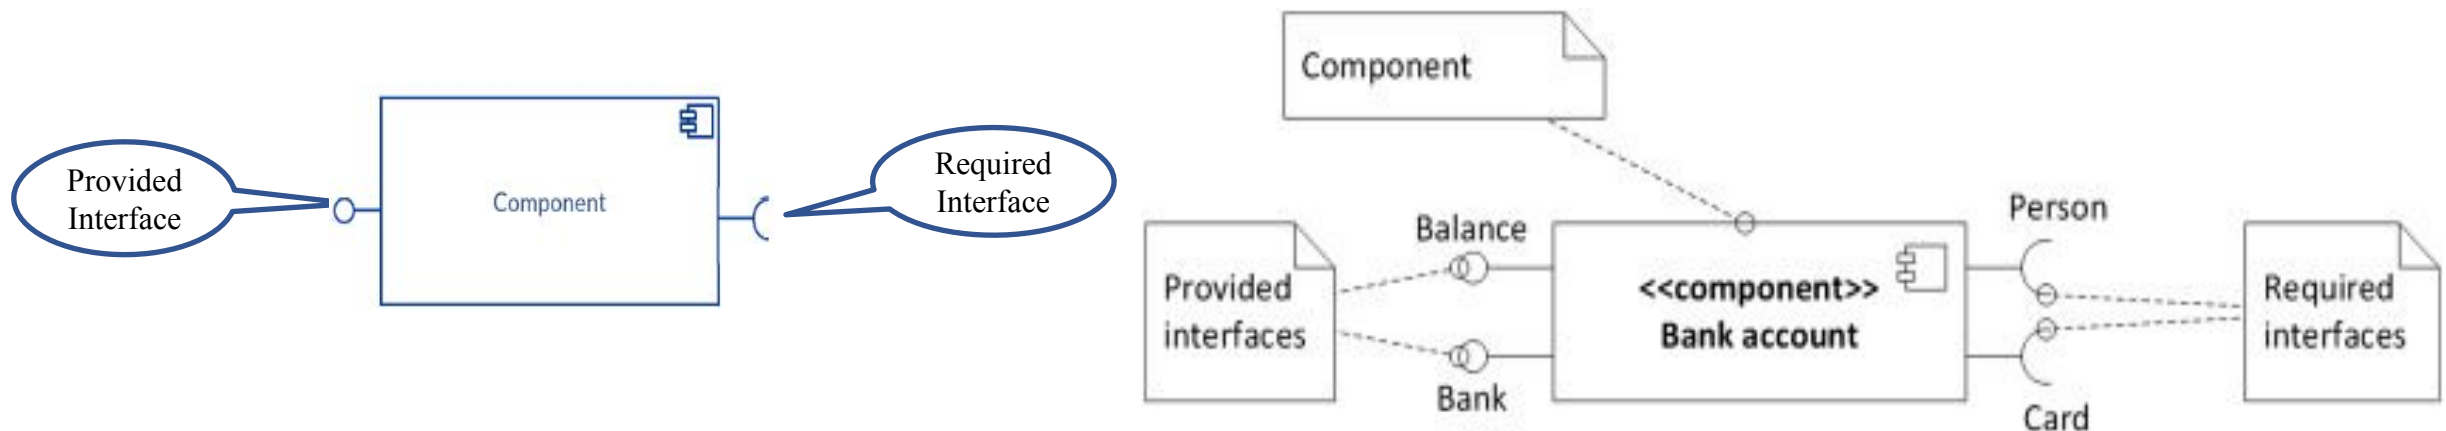 Provided
Interface
Component
Required
Interface
Component
Provided
interfaces
Balance
Bank
<<component>>
Bank account
Person
Card
Required
interfaces